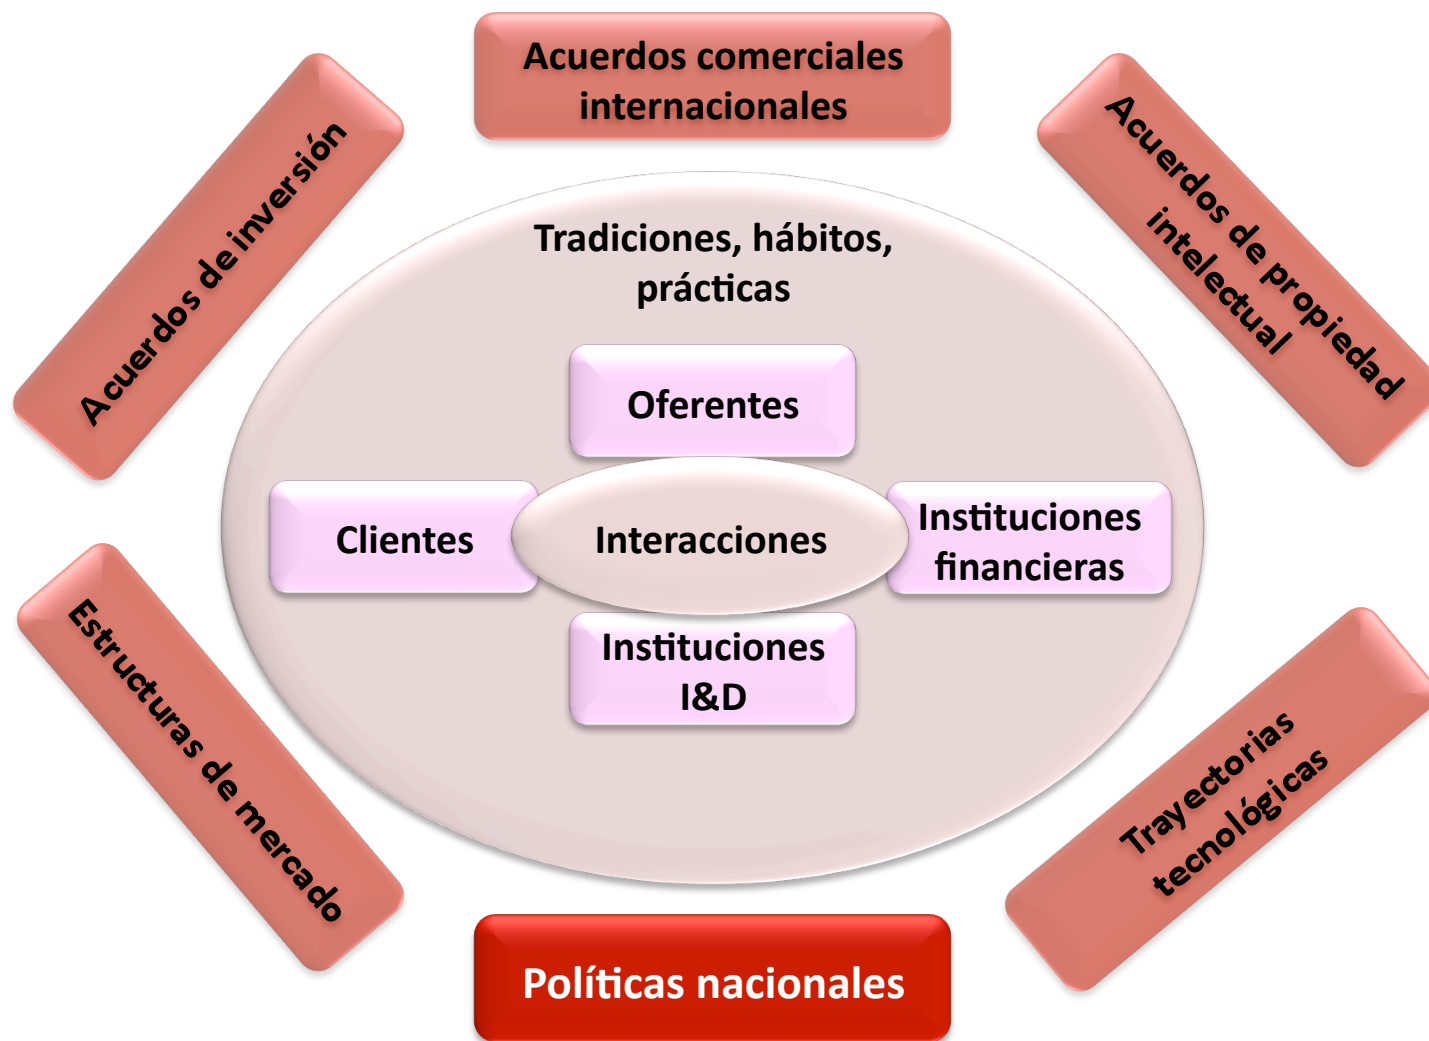 Acuerdos comerciales
internacionales
Acuerdos de inversión
Acuerdos de propiedad
intelectual
Tradiciones, hábitos,
prácticas
Oferentes
Clientes
Interacciones
Instituciones
financieras
Instituciones
I&D
Estructuras de mercado
Trayectorias
tecnológicas
Políticas nacionales